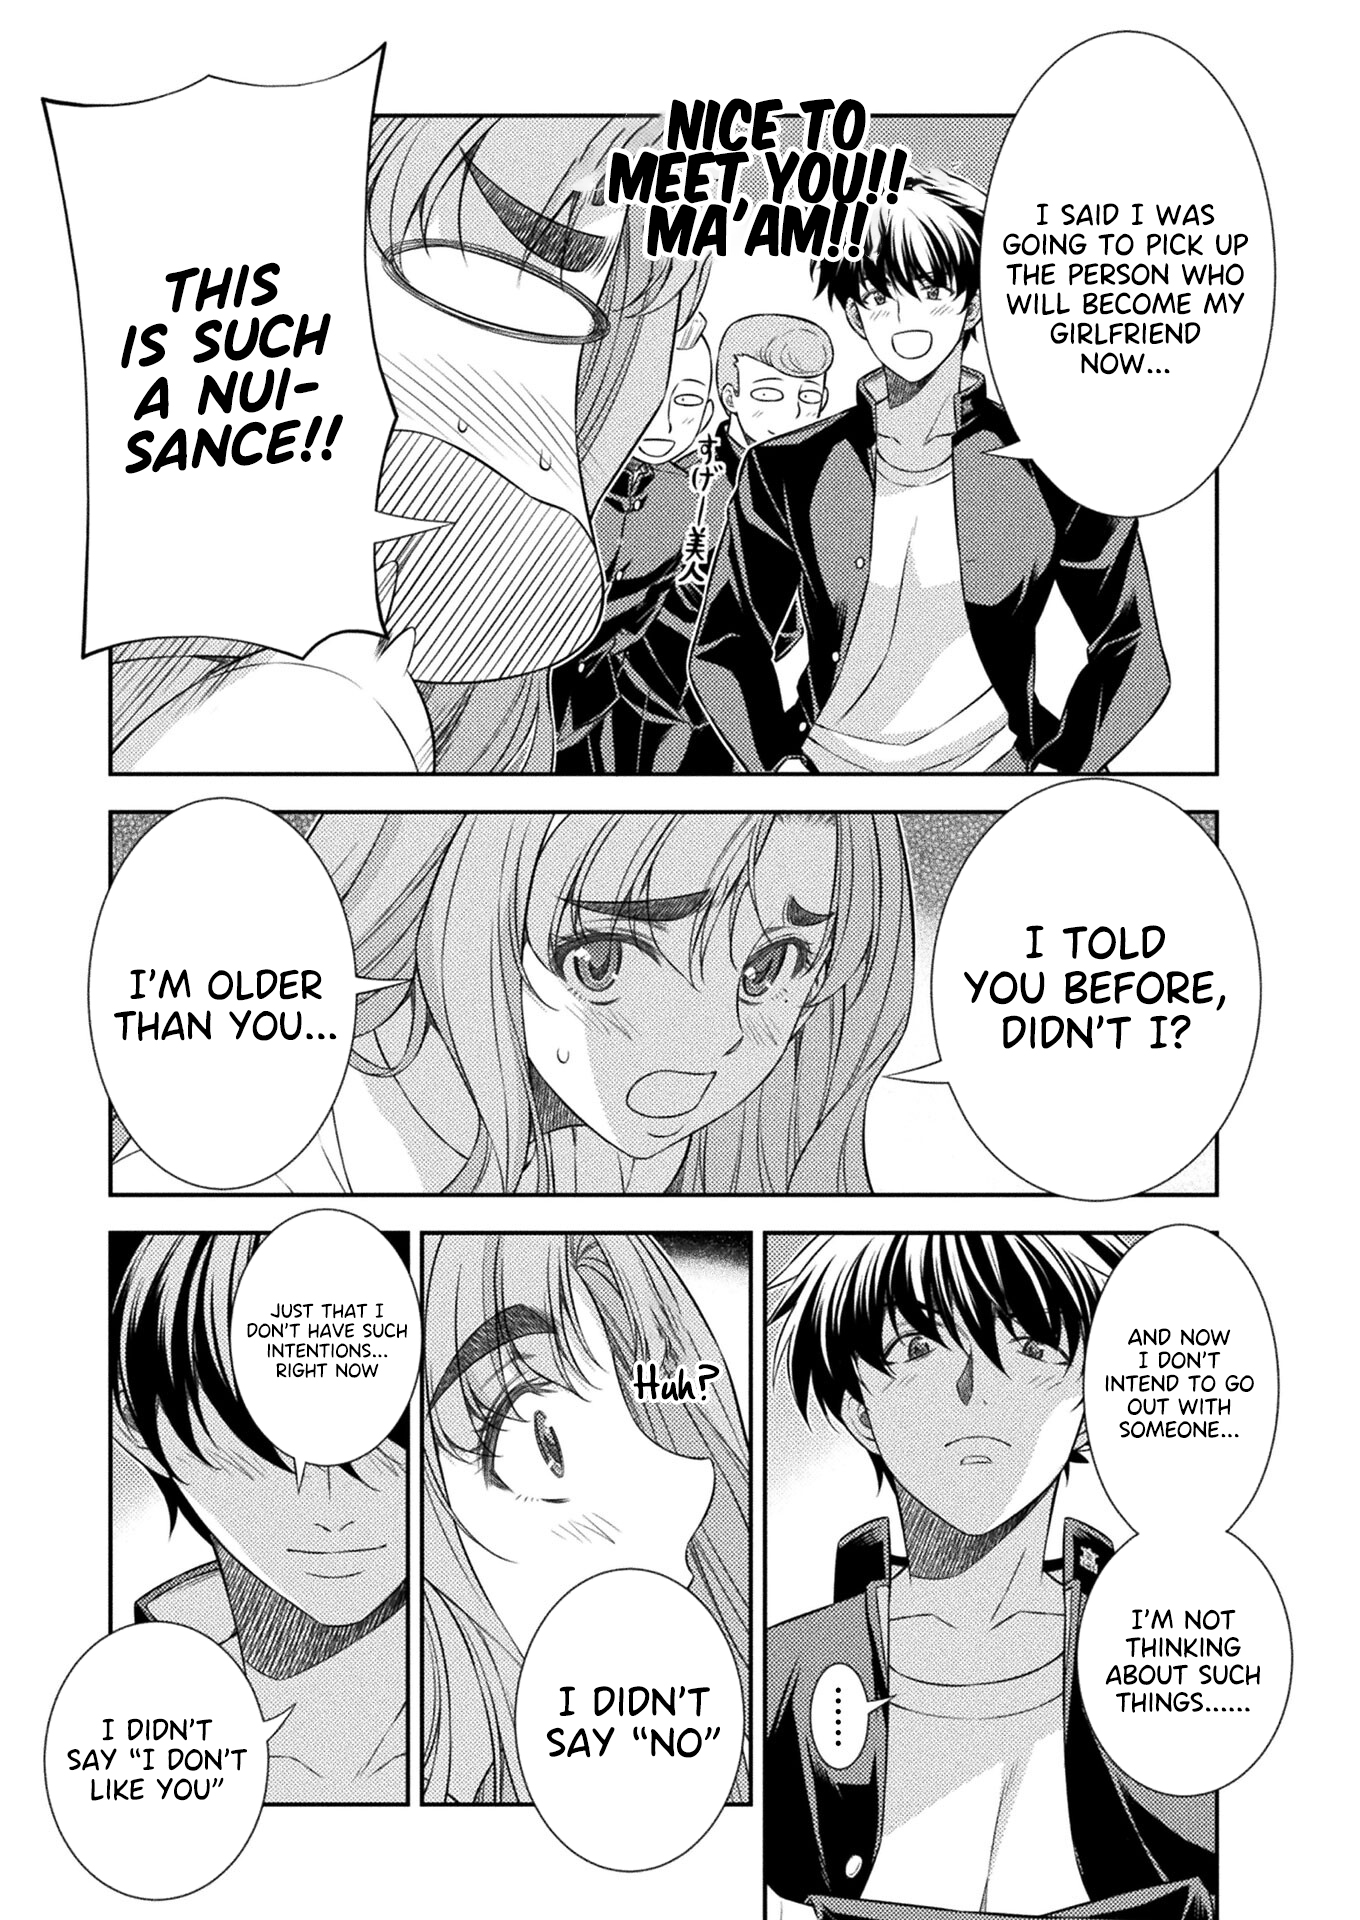 I SAID I WAS
GOING TO PICK UP
THE PERSON WHO
WILL BECOME MY
GIRLFRIEND
NOW...
NICE TO
MEET YOU!!
MA'AM!!
すげー
美人
THIS
IS SUCH
A NUI-
SANCE!!
I TOLD
YOU BEFORE,
DIDN'T I?
I'M OLDER
THAN YOU...
AND NOW
I DON'T
INTEND TO GO
OUT WITH
SOMEONE...
I'M NOT
THINKING
ABOUT SUCH
THINGS......
......
Huh?
I DIDN'T
SAY “NO”
JUST THAT I
DON'T HAVE SUCH
INTENTIONS...
RIGHT NOW
I DIDN'T
SAY “I DON'T
LIKE YOU”